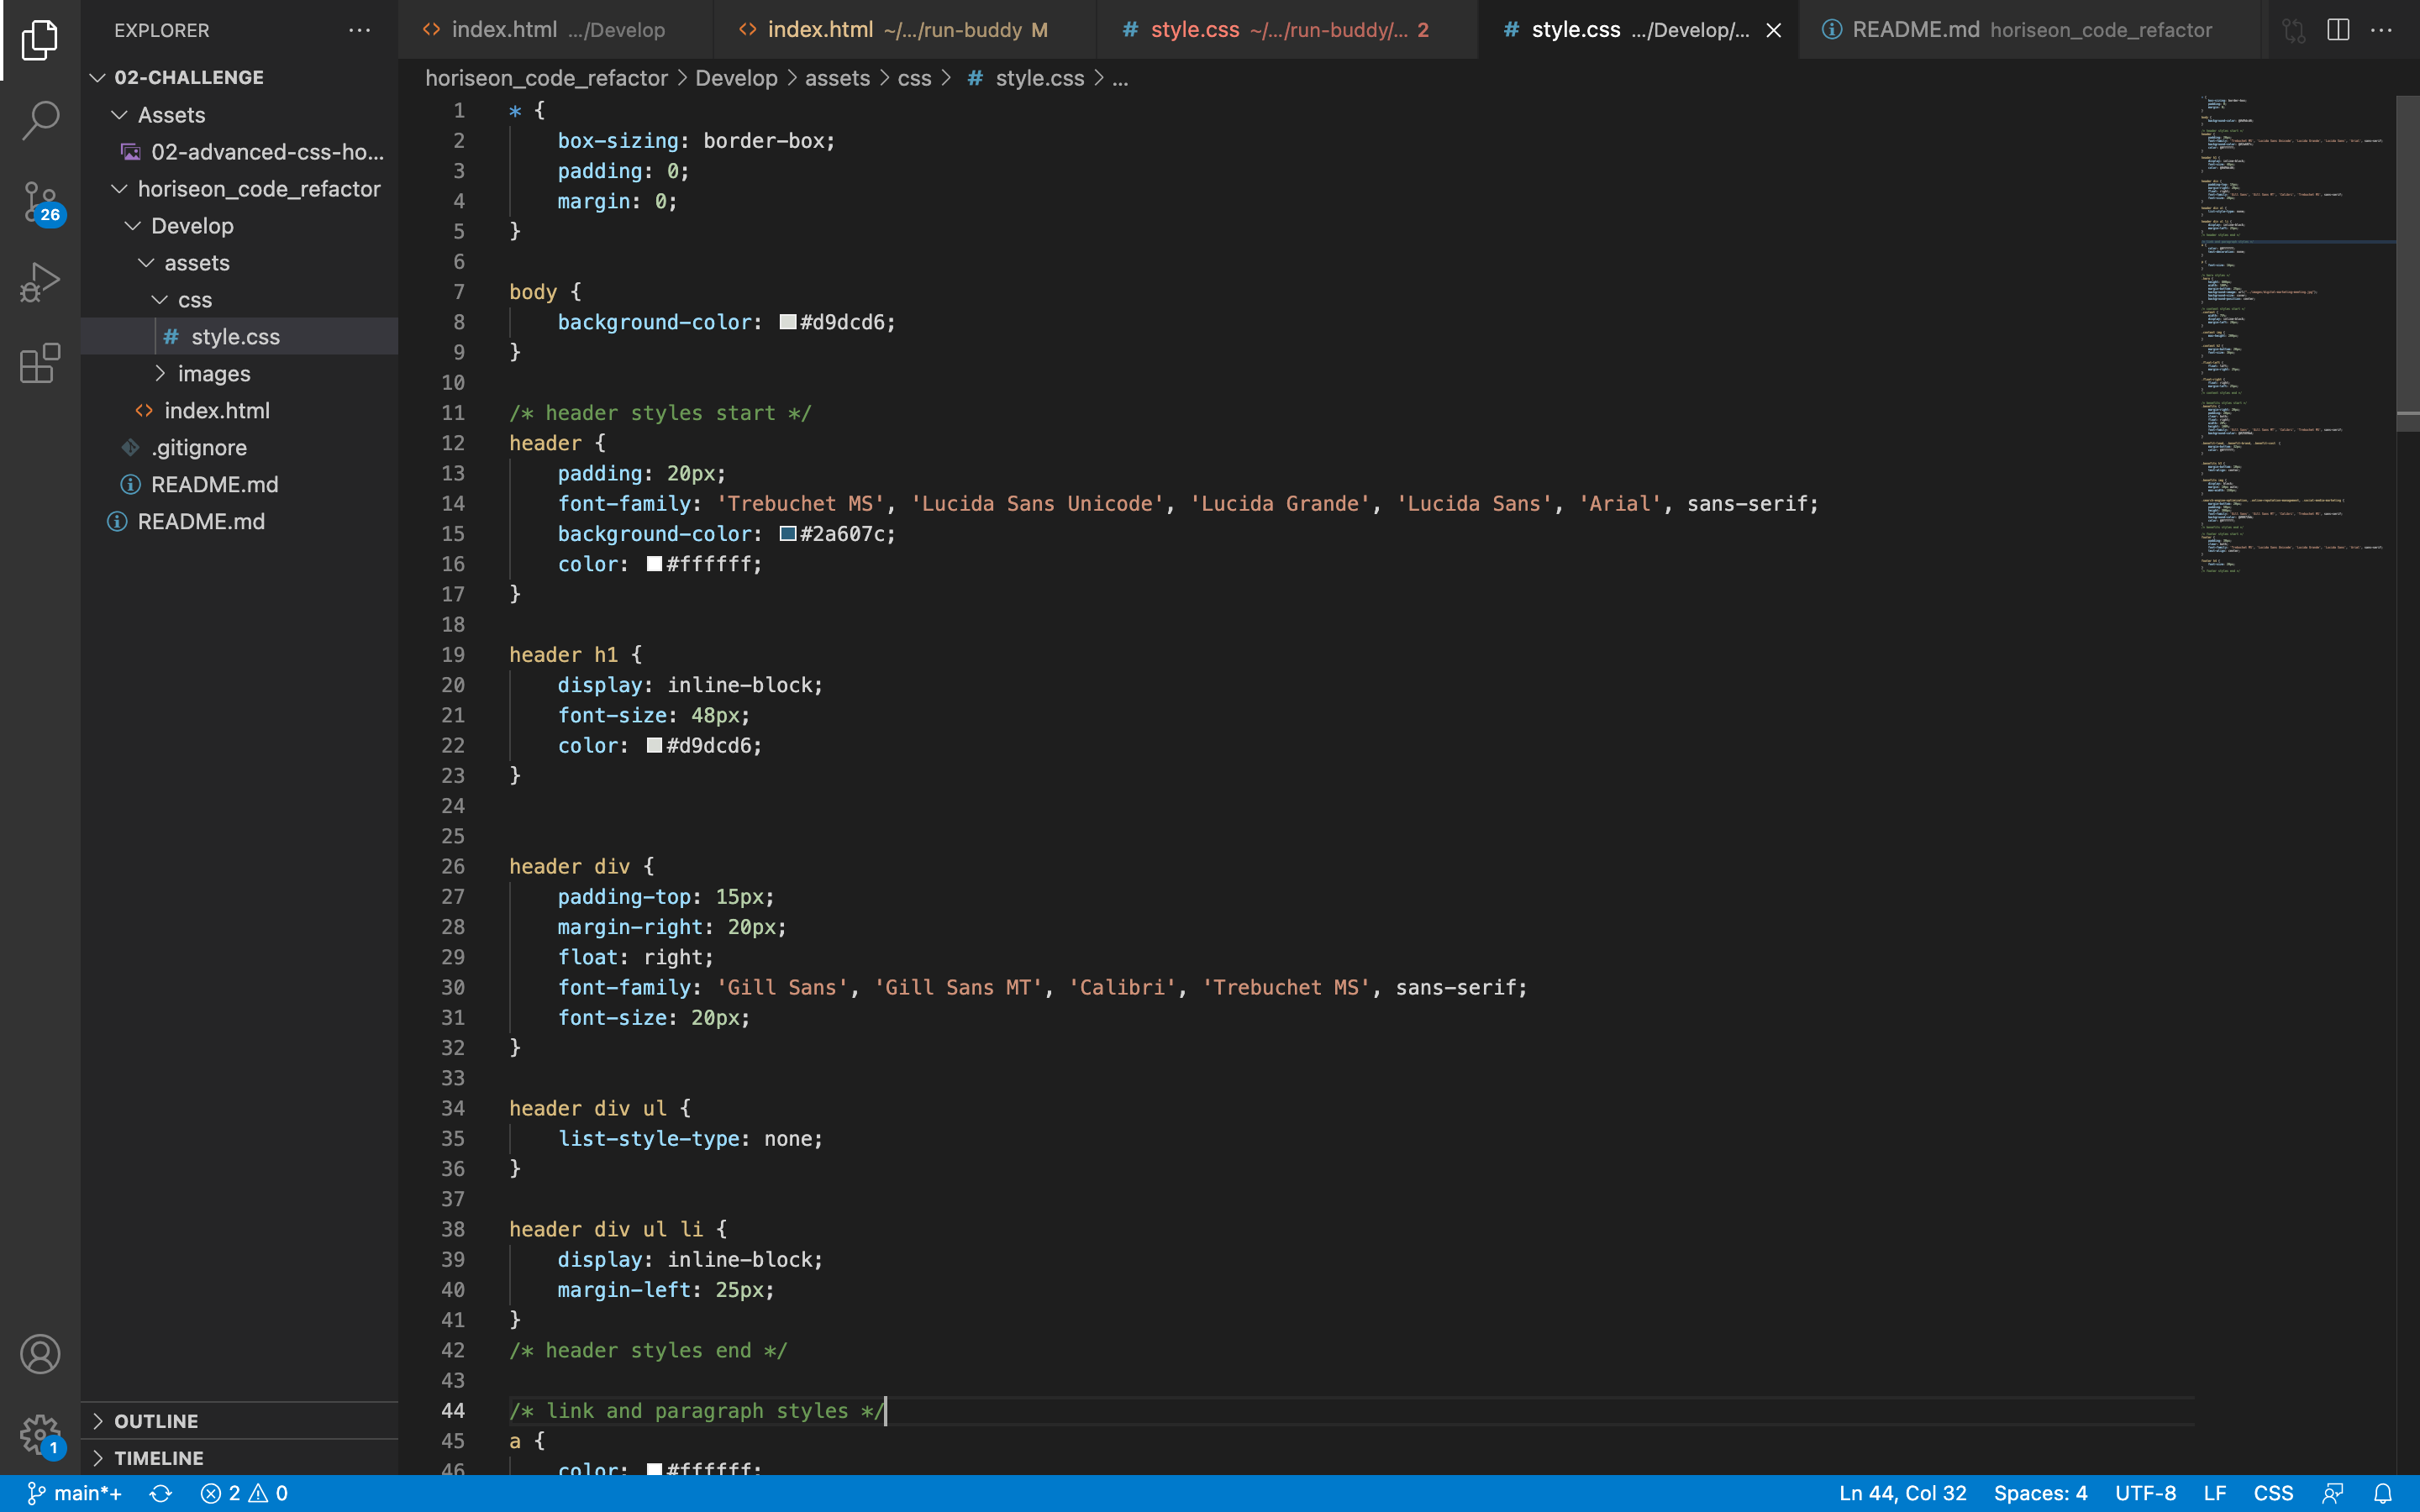 EXPLORER
02-CHALLENGE
Assets
02-advanced-css-ho...
horiseon_code_refactor
Develop
assets
css
# style.css
images
<> index.html
.gitignore
README.md
README.md
OUTLINE
TIMELINE
26
1
<> index.html .../Develop
<> index.html ~/.../run-buddy M
# style.css ~/.../run-buddy/... 2
# style.css .../Develop/...
README.md horiseon_code_refactor
horiseon_code_refactor > Develop > assets > css > # style.css > ...
1 * {
2 box-sizing: border-box;
3 padding: 0;
4 margin: 0;
5 }
6
7 body {
8 background-color: #d9dcd6;
9 }
10
11 /* header styles start */
12 header {
13 padding: 20px;
14 font-family: 'Trebuchet MS', 'Lucida Sans Unicode', 'Lucida Grande', 'Lucida Sans', 'Arial', sans-serif;
15 background-color: #2a607c;
16 color: #ffffff;
17 }
18
19 header h1 {
20 display: inline-block;
21 font-size: 48px;
22 color: #d9dcd6;
23 }
24
25
26 header div {
27 padding-top: 15px;
28 margin-right: 20px;
29 float: right;
30 font-family: 'Gill Sans', 'Gill Sans MT', 'Calibri', 'Trebuchet MS', sans-serif;
31 font-size: 20px;
32 }
33
34 header div ul {
35 list-style-type: none;
36 }
37
38 header div ul li {
39 display: inline-block;
40 margin-left: 25px;
41 }
42 /* header styles end */
43
44 /* link and paragraph styles */
45 a {
46 color: #ffffff;
main*+ 2 0
Ln 44, Col 32 Spaces: 4 UTF-8 LF CSS